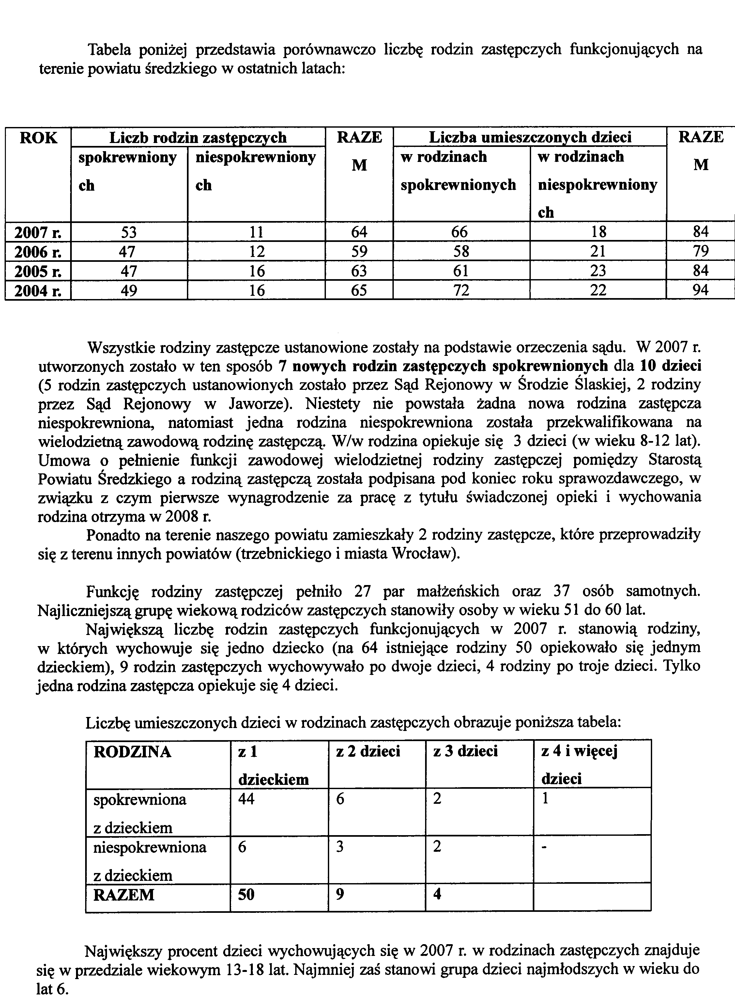 Tabela poniżej przedstawia porównawczo liczbę rodzin zastępczych funkcjonujących na
terenie powiatu średzkiego w ostatnich latach:
ROK Liczb rodzin zastępczych RAZE Liczba umieszczonych dzieci RAZE
spokrewniony niespokrewniony M w rodzinach w rodzinach M
ch ch spokrewnionych niespokrewniony
ch
2007 r. 53 11 64 66 18 84
2006 r. 47 12 59 58 21 79
2005 r. 47 16 63 61 23 84
2004 r. 49 16 65 72 22 94
Wszystkie rodziny zastępcze ustanowione zostały na podstawie orzeczenia sądu. W 2007 r.
utworzonych zostało w ten sposób 7 nowych rodzin zastępczych spokrewnionych dla 10 dzieci
(5 rodzin zastępczych ustanowionych zostało przez Sąd Rejonowy w Środzie Ślaskiej, 2 rodziny
przez Sąd Rejonowy w Jaworze). Niestety nie powstała żadna nowa rodzina zastępcza
niespokrewniona, natomiast jedna rodzina niespokrewniona została przekwalifikowana na
wielodzietną zawodową rodzinę zastępczą. W/w rodzina opiekuje się 3 dzieci (w wieku 8-12 lat).
Umowa o pełnienie funkcji zawodowej wielodzietnej rodziny zastępczej pomiędzy Starostą
Powiatu Średzkiego a rodziną zastępczą została podpisana pod koniec roku sprawozdawczego, w
związku z czym pierwsze wynagrodzenie za pracę z tytułu świadczonej opieki i wychowania
rodzina otrzyma w 2008 r.
Ponadto na terenie naszego powiatu zamieszkały 2 rodziny zastępcze, które przeprowadziły
się z terenu innych powiatów (trzebnickiego i miasta Wrocław).
Funkcję rodziny zastępczej pełniło 27 par małżeńskich oraz 37 osób samotnych.
Najliczniejszą grupę wiekową rodziców zastępczych stanowiły osoby w wieku 51 do 60 lat.
Największą liczbę rodzin zastępczych funkcjonujących w 2007 r. stanowią rodziny,
w których wychowuje się jedno dziecko (na 64 istniejące rodziny 50 opiekowało się jednym
dzieckiem), 9 rodzin zastępczych wychowywało po dwoje dzieci, 4 rodziny po troje dzieci. Tylko
jedna rodzina zastępcza opiekuje się 4 dzieci.
Liczbę umieszczonych dzieci w rodzinach zastępczych obrazuje poniższa tabela:
RODZINA z 1 z 2 dzieci z 3 dzieci z 4 i więcej
dzieckiem dzieci
spokrewniona 44 6 2 1
z dzieckiem
niespokrewniona 6 3 2 -
z dzieckiem
RAZEM 50 9 4
Największy procent dzieci wychowujących się w 2007 r. w rodzinach zastępczych znajduje
się w przedziale wiekowym 13-18 lat. Najmniej zaś stanowi grupa dzieci najmłodszych w wieku do
lat 6.